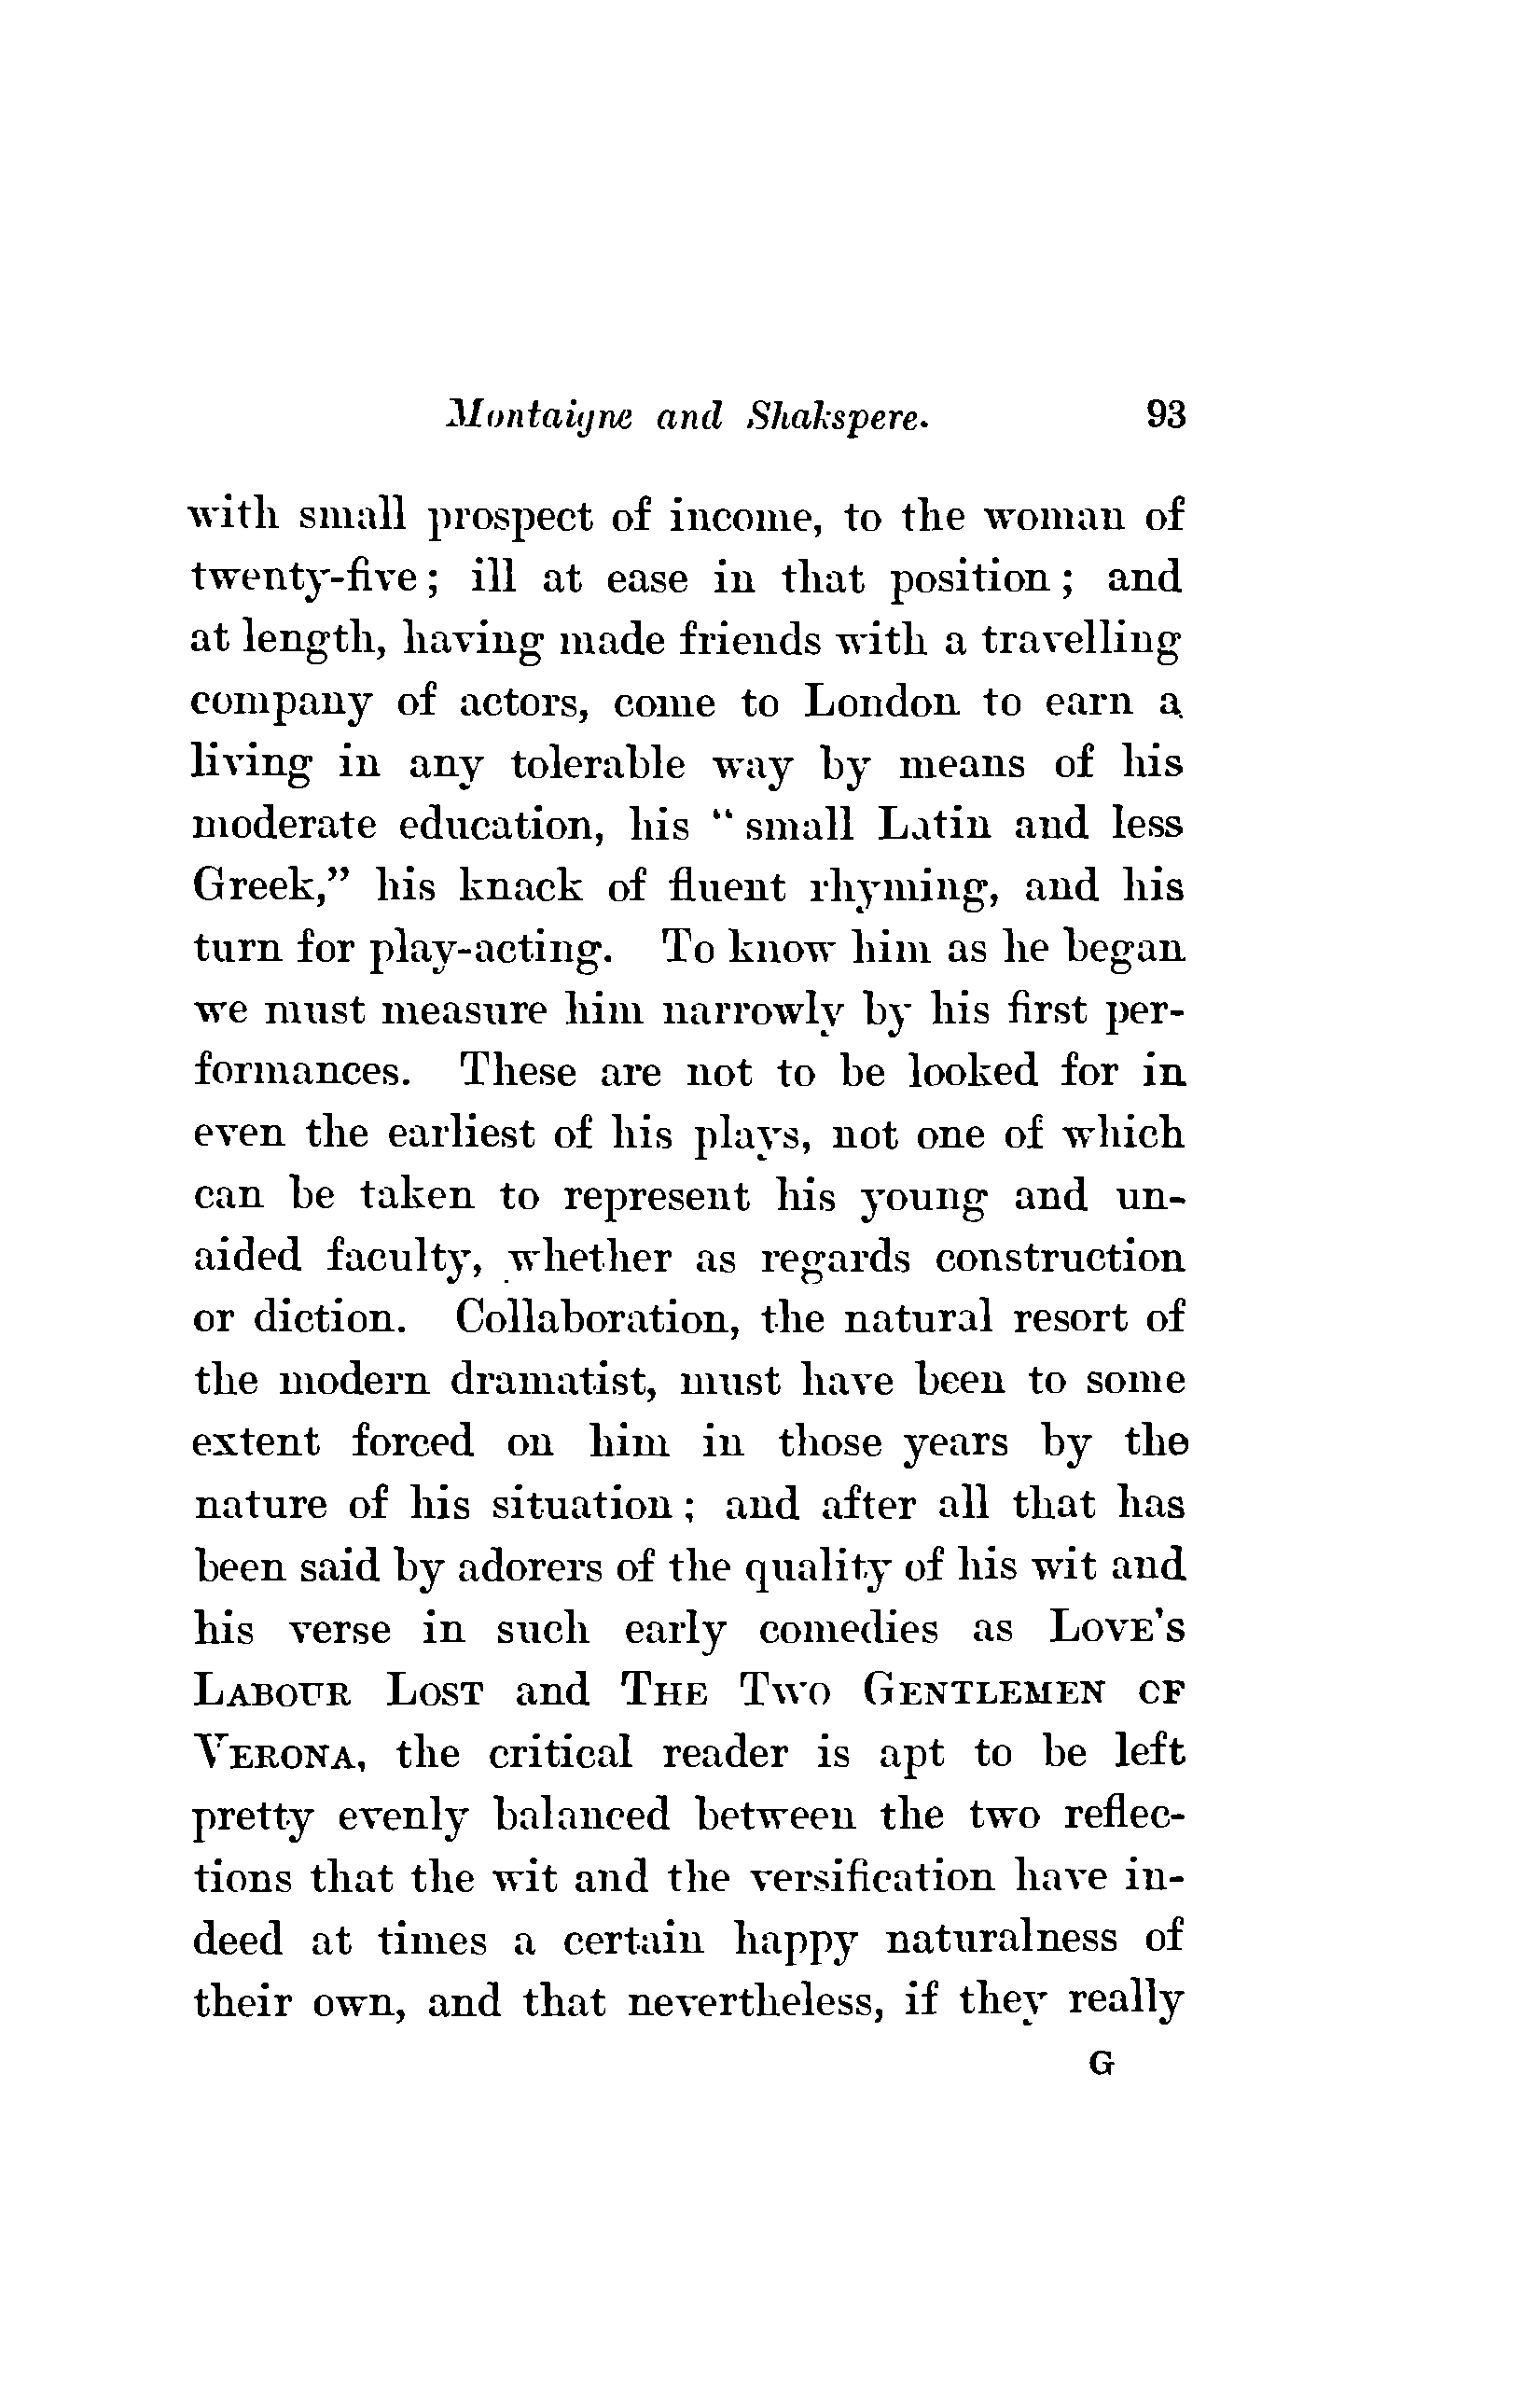 Montaigne and Shakspere. 93
with small prospect of income, to the woman of
twenty-five; ill at ease in that position; and
at length, having made friends with a travelling
company of actors, come to London to earn a
living in any tolerable way by means of his
moderate education, his “small Latin and less
Greek,” his knack of fluent rhyming, and his
turn for play-acting. To know him as he began
we must measure him narrowly by his first per-
formances. These are not to be looked for in
even the earliest of his plays, not one of which
can be taken to represent his young and un-
aided faculty, whether as regards construction
or diction. Collaboration, the natural resort of
the modern dramatist, must have been to some
extent forced on him in those years by the
nature of his situation; and after all that has
been said by adorers of the quality of his wit and
his verse in such early comedies as LOVE'S
LABOUR LOST and THE TWO GENTLEMEN OF
VERONA, the critical reader is apt to be left
pretty evenly balanced between the two reflec-
tions that the wit and the versification have in-
deed at times a certain happy naturalness of
their own, and that nevertheless, if they really
G